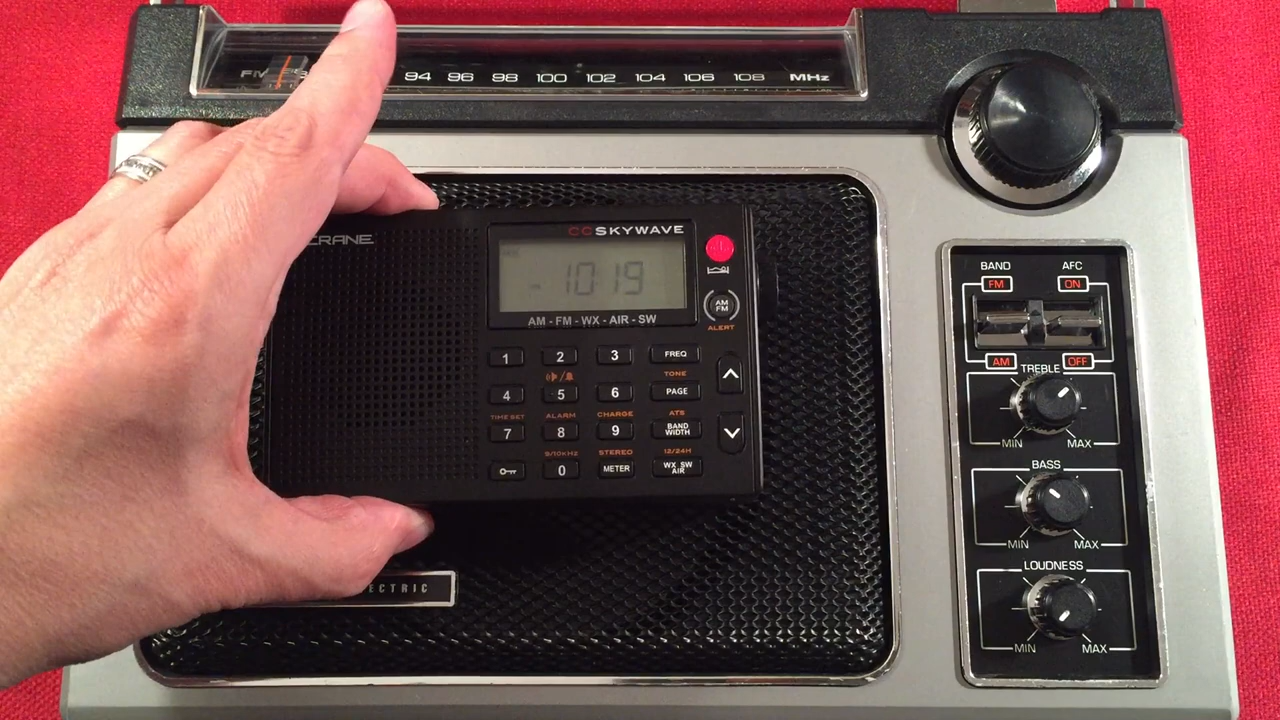 FM 88 94 96 98 100 102 104 106 108 MHz
CRANE
CC SKYWAVE
10:19
AM - FM - WX - AIR - SW
AM
FM
ALERT
1 2 3 FREQ
TONE
4 5 6 PAGE
TIME SET ALARM CHARGE ATS
7 8 9 BAND
WIDTH
9/10KHZ STEREO 12/24H
0 METER WX SW
AIR
BAND AFC
FM ON
AM OFF
TREBLE
MIN MAX
BASS
MIN MAX
LOUDNESS
MIN MAX
ECTRIC